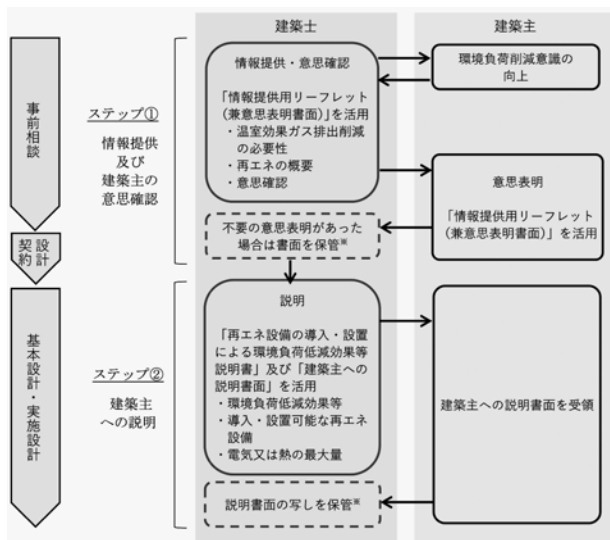 建築士
建築主
事前相談
設計
契約
基本設計・実施設計
ステップ①
情報提供
及び
建築主の
意思確認
情報提供・意思確認
「情報提供用リーフレット
(兼意思表明書面)」を活用
・温室効果ガス排出削減
の必要性
・再エネの概要
・意思確認
環境負荷削減意識の
向上
意思表明
「情報提供用リーフレット
(兼意思表明書面)」を活用
不要の意思表明があった
場合は書面を保管※
ステップ②
建築主
への説明
説明
「再エネ設備の導入・設置
による環境負荷低減効果等
説明書」及び「建築主への
説明書面」を活用
・環境負荷低減効果等
・導入・設置可能な再エネ
設備
・電気又は熱の最大量
建築主への説明書面を受領
説明書面の写しを保管※